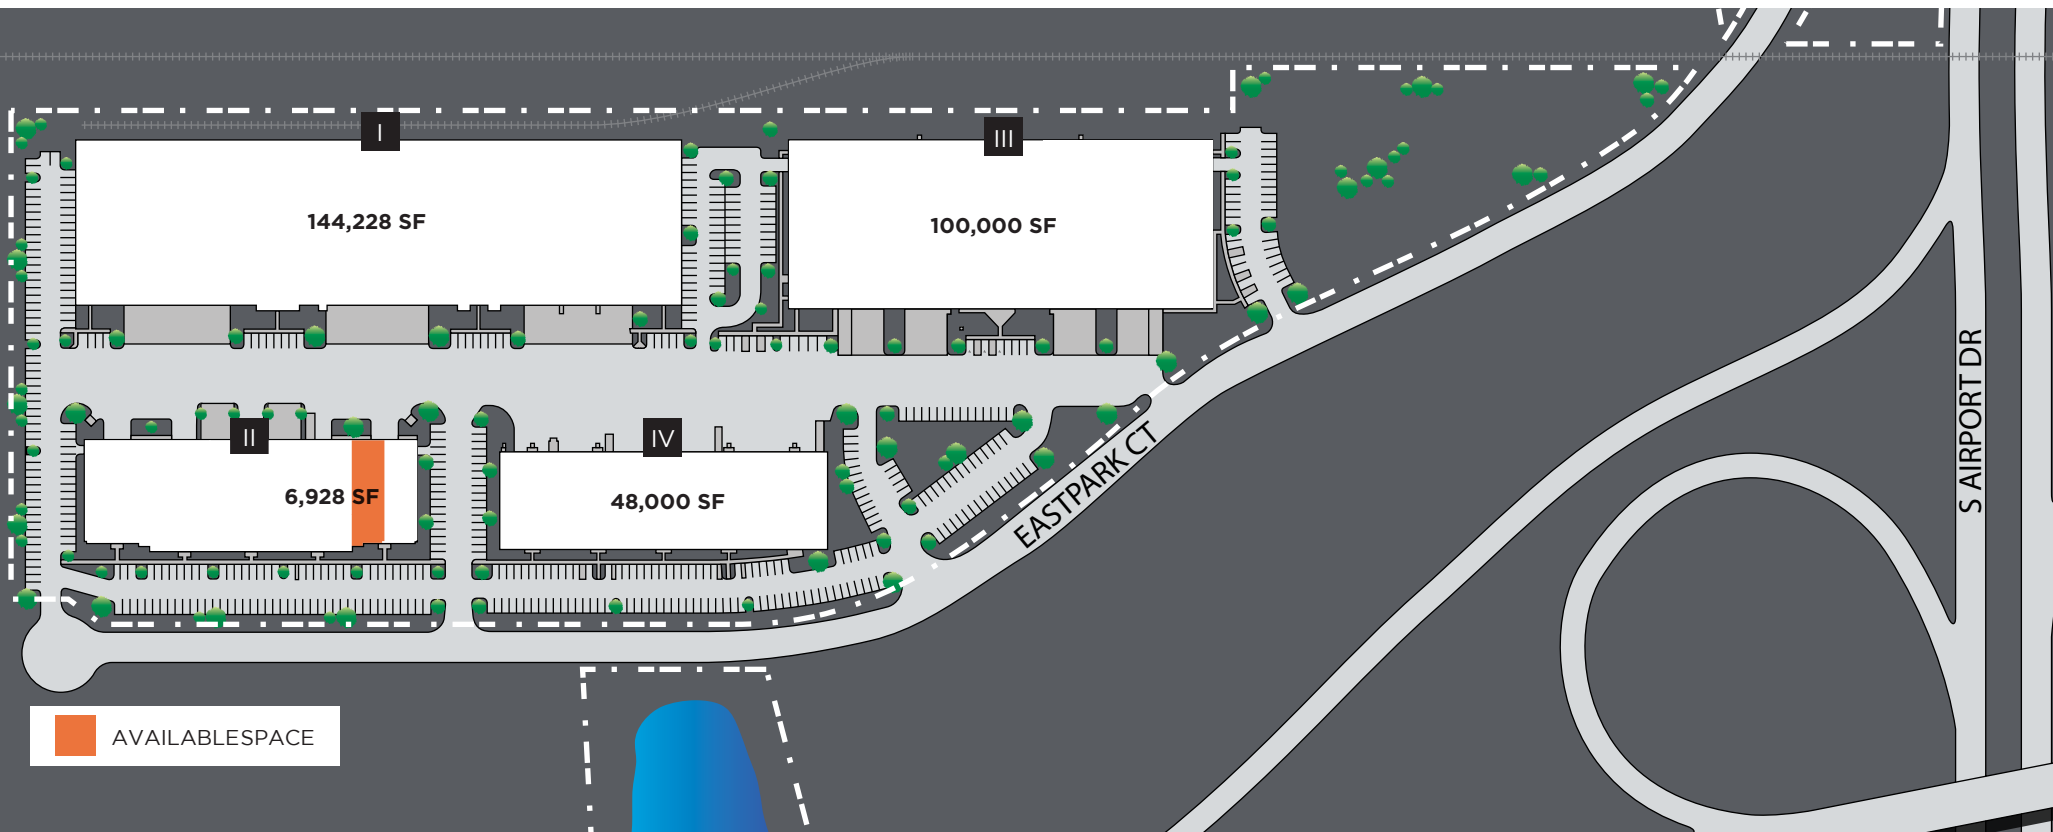 I
III
144,228 SF
100,000 SF
II
IV
6,928 SF
48,000 SF
EASTPARK CT
S AIRPORT DR
AVAILABLESPACE